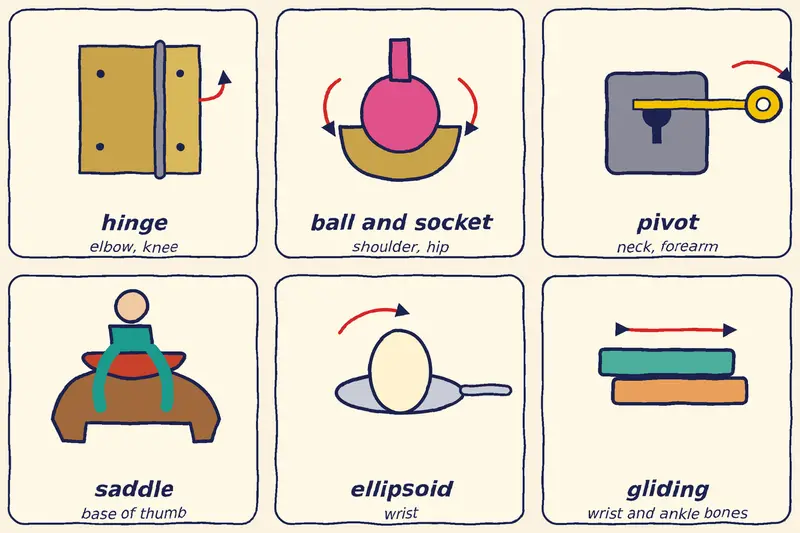 hinge
elbow, knee
ball and socket
shoulder, hip
pivot
neck, forearm
saddle
base of thumb
ellipsoid
wrist
gliding
wrist and ankle bones